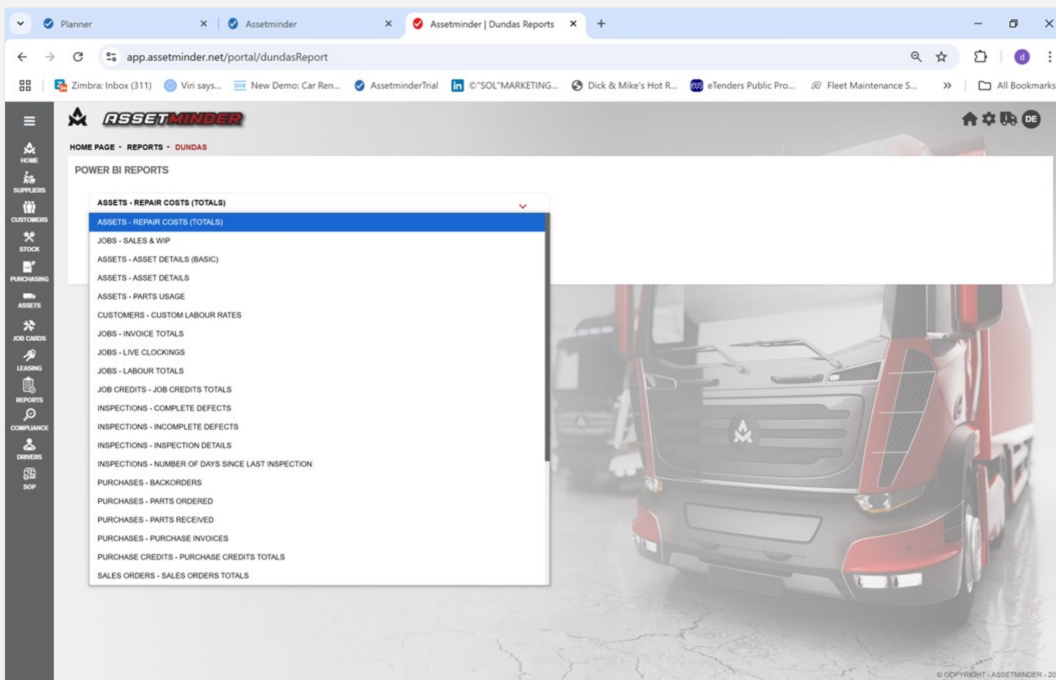 Planner
Assetminder
Assetminder | Dundas Reports
app.assetminder.net/portal/dundasReport
Zimbra: Inbox (311)
Viri says...
New Demo: Car Ren...
AssetminderTrial
©"SOL"MARKETING...
Dick & Mike's Hot R...
eTenders Public Pro...
Fleet Maintenance S...
All Bookmarks
ASSETMINDER
DE
HOME PAGE - REPORTS - DUNDAS
HOME
SUPPLIERS
CUSTOMERS
STOCK
PURCHASING
ASSETS
JOB CARDS
LEASING
REPORTS
COMPLIANCE
DRIVERS
SOP
POWER BI REPORTS
ASSETS - REPAIR COSTS (TOTALS)
ASSETS - REPAIR COSTS (TOTALS)
JOBS - SALES & WIP
ASSETS - ASSET DETAILS (BASIC)
ASSETS - ASSET DETAILS
ASSETS - PARTS USAGE
CUSTOMERS - CUSTOM LABOUR RATES
JOBS - INVOICE TOTALS
JOBS - LIVE CLOCKINGS
JOBS - LABOUR TOTALS
JOB CREDITS - JOB CREDITS TOTALS
INSPECTIONS - COMPLETE DEFECTS
INSPECTIONS - INCOMPLETE DEFECTS
INSPECTIONS - INSPECTION DETAILS
INSPECTIONS - NUMBER OF DAYS SINCE LAST INSPECTION
PURCHASES - BACKORDERS
PURCHASES - PARTS ORDERED
PURCHASES - PARTS RECEIVED
PURCHASES - PURCHASE INVOICES
PURCHASE CREDITS - PURCHASE CREDITS TOTALS
SALES ORDERS - SALES ORDERS TOTALS
© COPYRIGHT - ASSETMINDER - 20